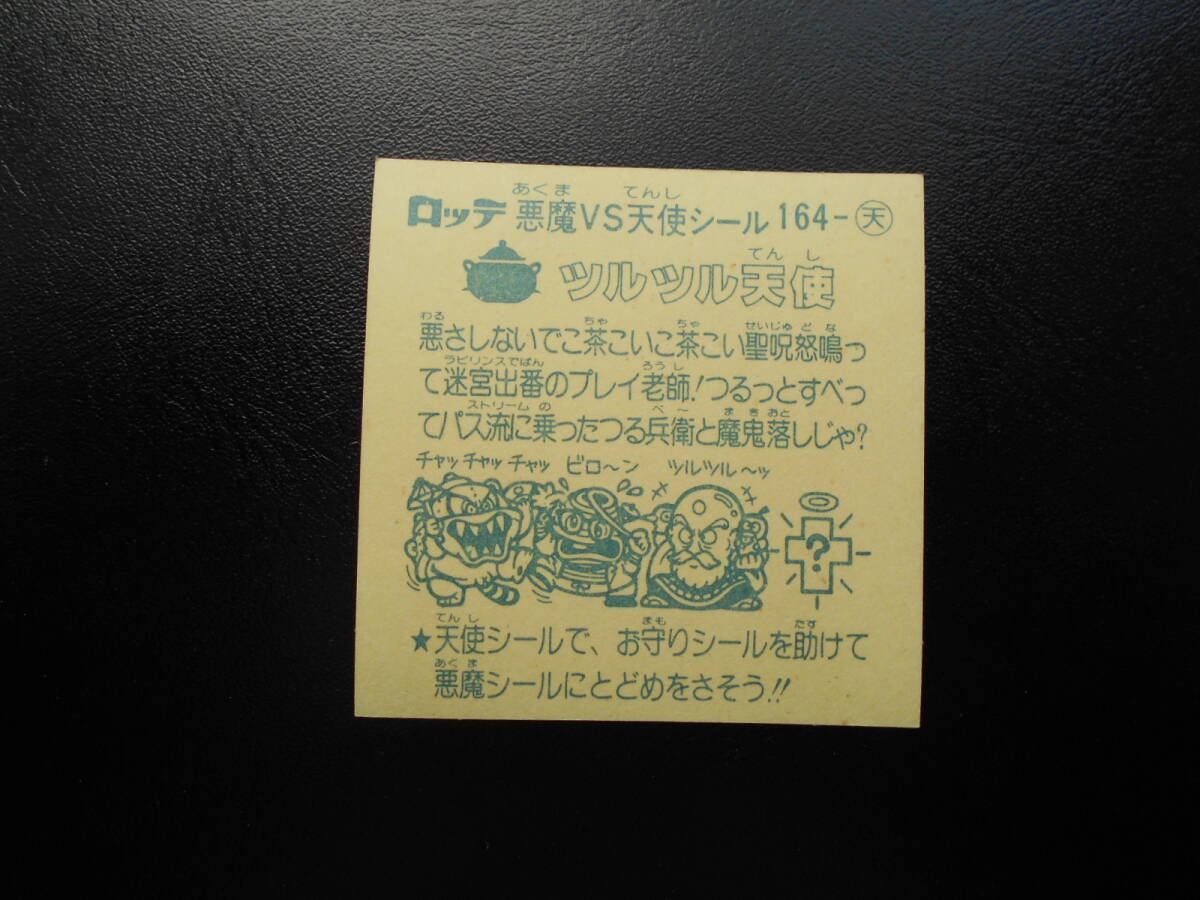 ロッテ 悪魔VS天使シール 164-天
ツルツル天使
悪さしないでこ茶こいこ茶こい聖呪怒鳴っ
て迷宮出番のプレイ老師!つるっとすべっ
てパス流に乗ったつる兵衛と魔鬼落しじゃ?
チャッ チャッ チャッ ビロ〜ン ツルツル〜ッ
?
★天使シールで、お守りシールを助けて
悪魔シールにとどめをさそう!!